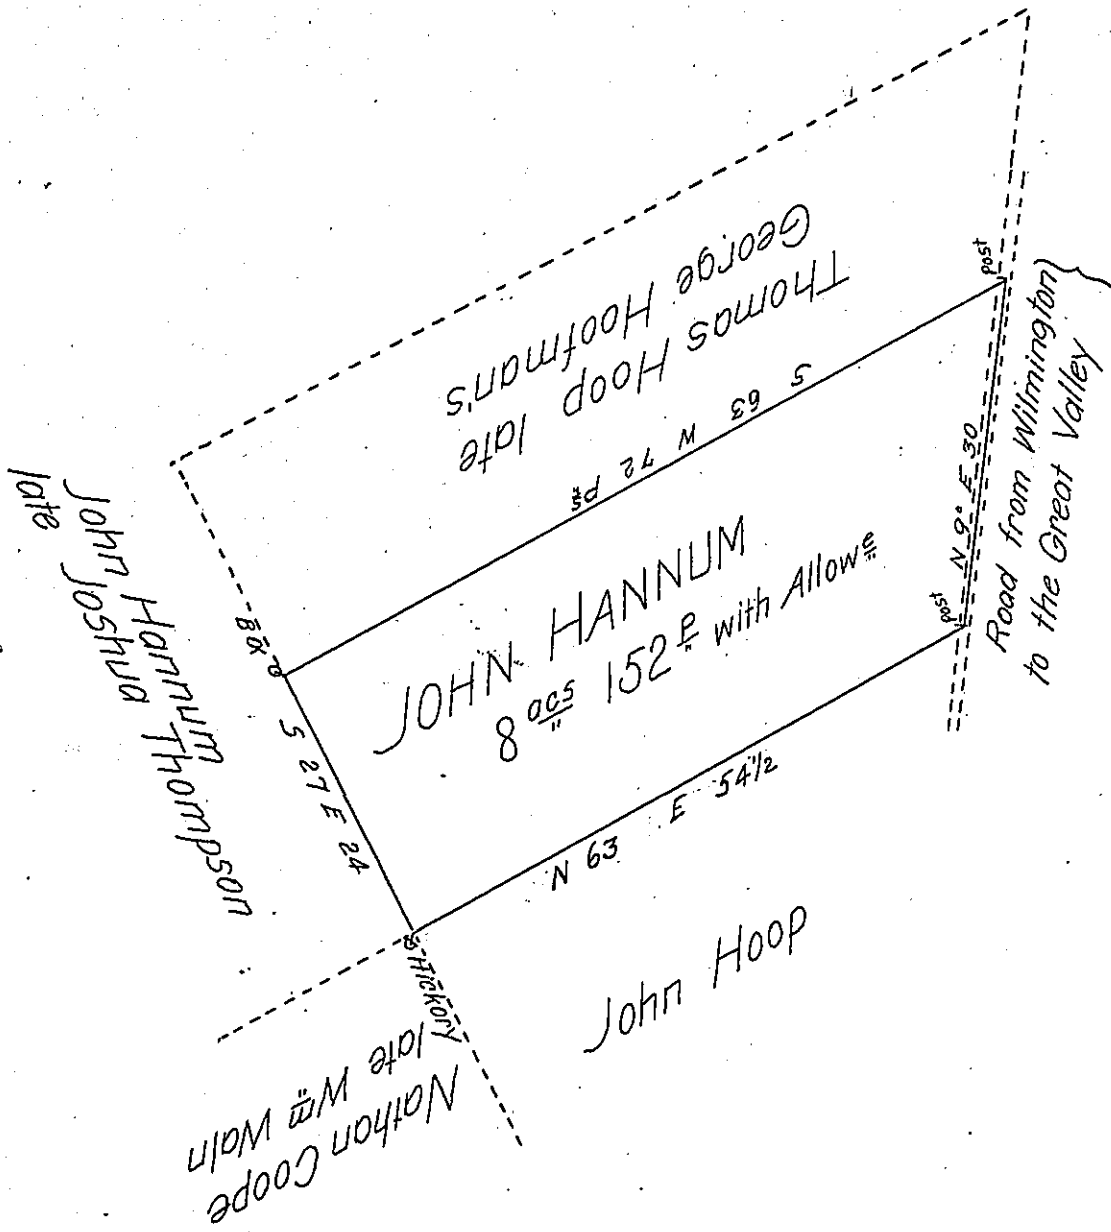 Thomas Hoop late
George Hoofman's
S 63 W 72 Ps
post
B O
John Hannum
late Joshua Thompson
S 27 E 24
JOHN HANNUM
8 acs 152 P with Allowe
N 9° E 30
post
Road from Wilmington
to the Great Valley
N 63 E 54 1/2
Hickory
John Hoop
Nathan Coope
late Wm Waln